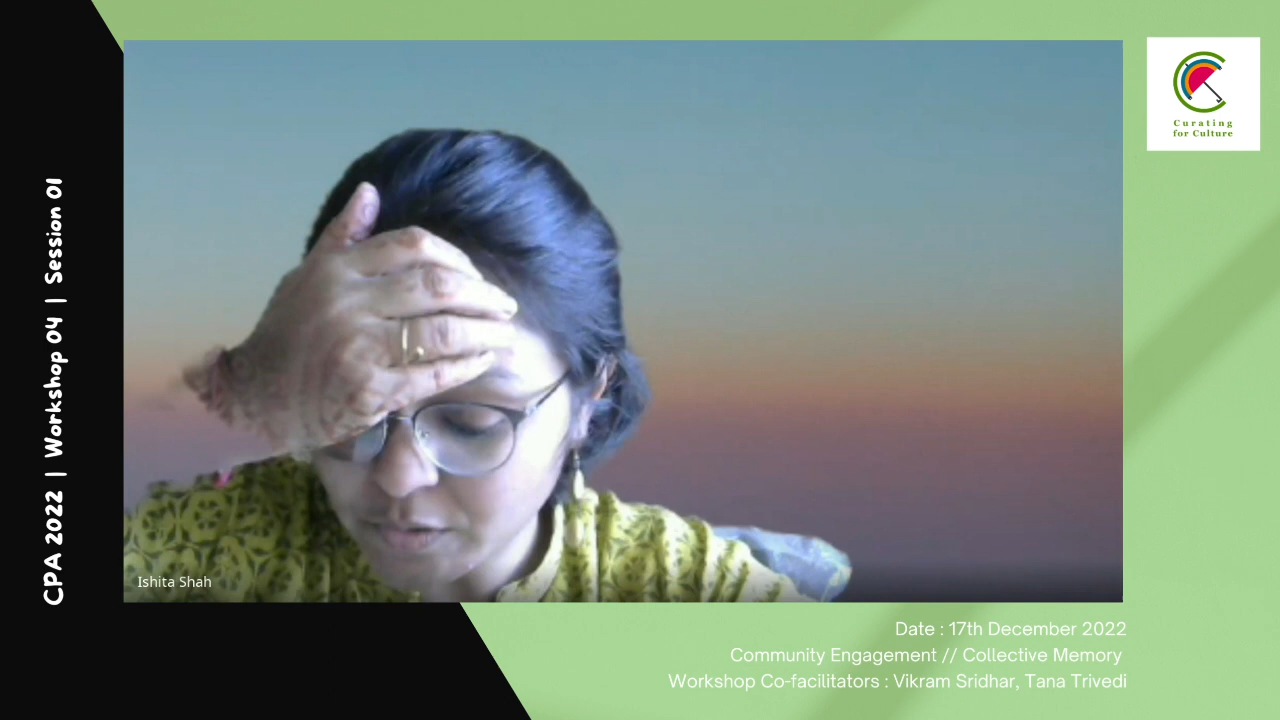 CPA 2022 | Workshop 04 | Session 01
Curating
for Culture
Ishita Shah
Date : 17th December 2022
Community Engagement // Collective Memory
Workshop Co-facilitators : Vikram Sridhar, Tana Trivedi